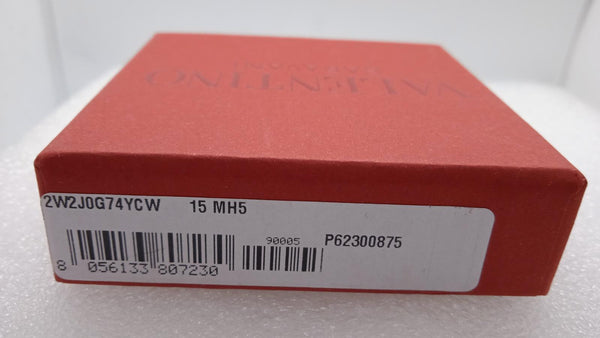 VALENTINO
GARAVANI
2W2J0G74YCW 15 MH5
90005 P62300875
8 056133 807230